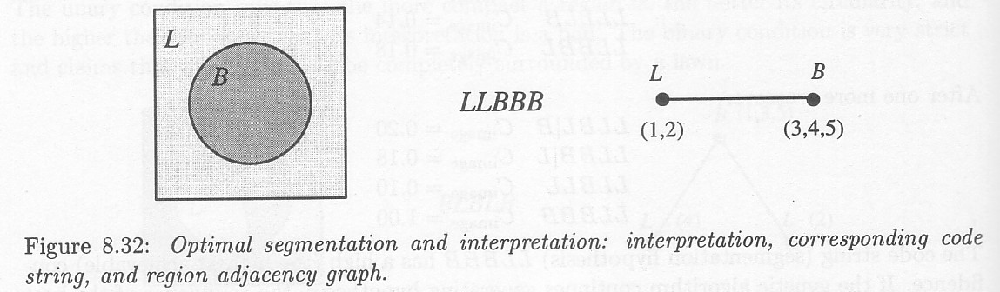 L
B
LLBBB
L B
(1,2) (3,4,5)
Figure 8.32: Optimal segmentation and interpretation: interpretation, corresponding code
string, and region adjacency graph.